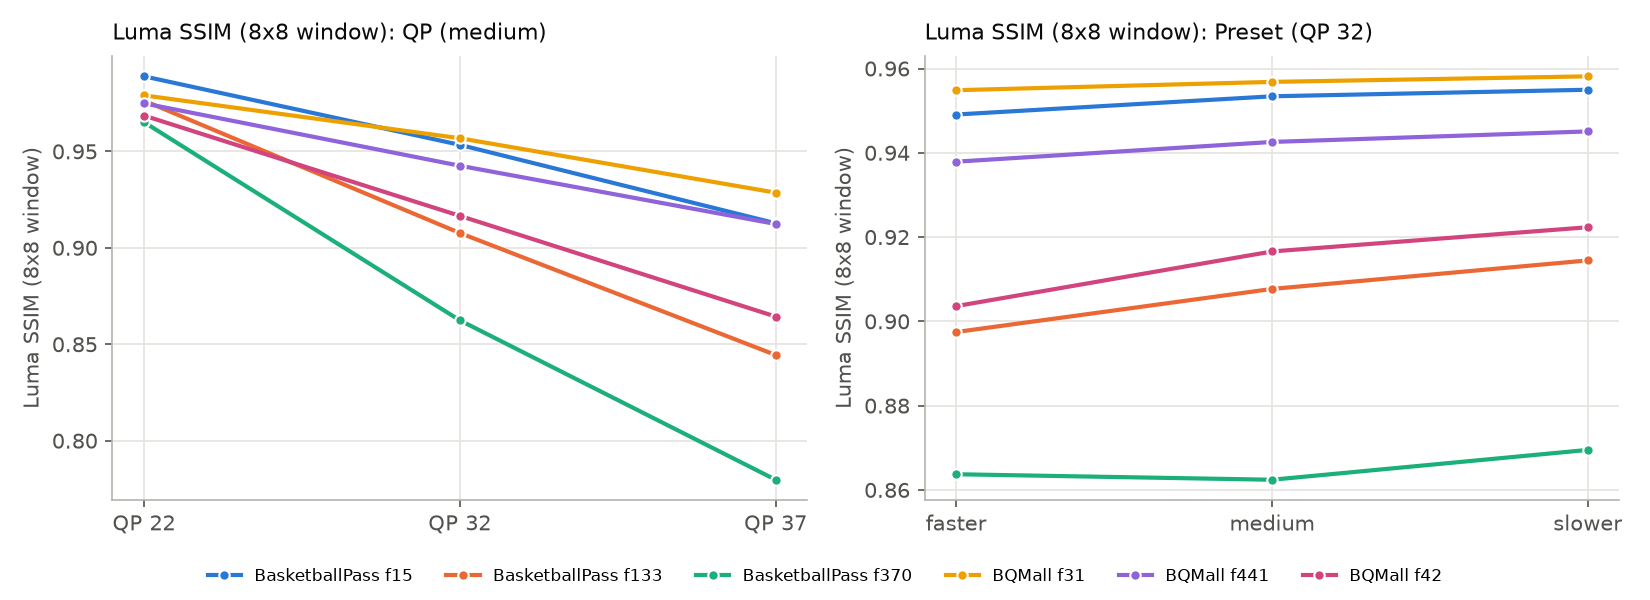 Luma SSIM (8x8 window): QP (medium)
Luma SSIM (8x8 window)
0.95
0.90
0.85
0.80
QP 22
QP 32
QP 37
Luma SSIM (8x8 window): Preset (QP 32)
Luma SSIM (8x8 window)
0.96
0.94
0.92
0.90
0.88
0.86
faster
medium
slower
BasketballPass f15
BasketballPass f133
BasketballPass f370
BQMall f31
BQMall f441
BQMall f42